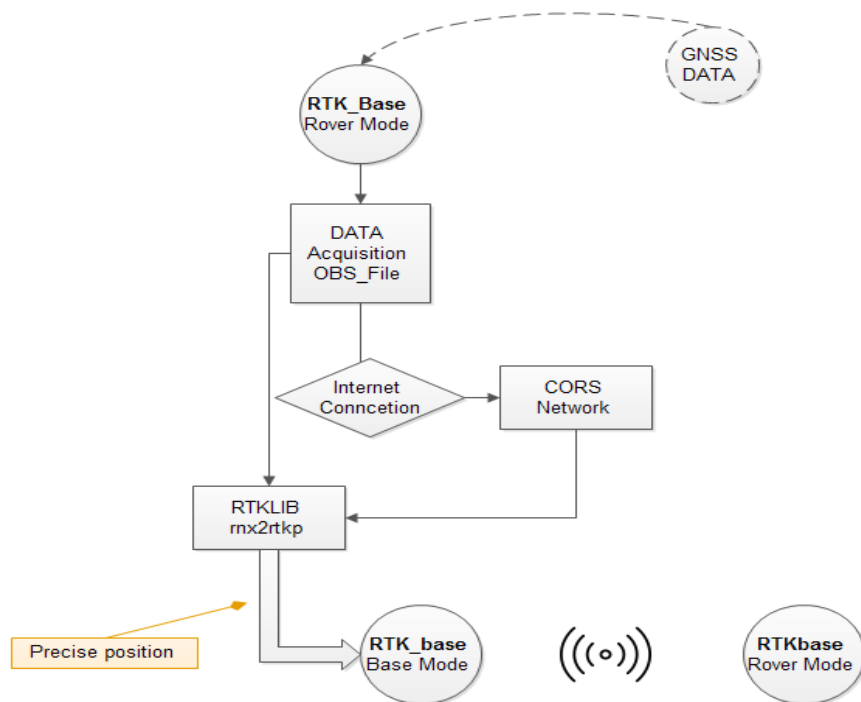 GNSS
DATA
RTK_Base
Rover Mode
DATA
Acquisition
OBS_File
Internet
Conncetion
CORS
Network
RTKLIB
rnx2rtkp
Precise position
RTK_base
Base Mode
RTKbase
Rover Mode